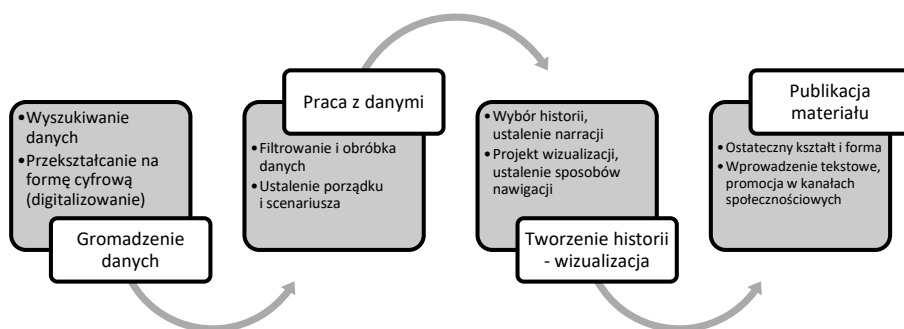 •Wyszukiwanie
danych
•Przekształcanie na
formę cyfrową
(digitalizowanie)
Gromadzenie
danych
Praca z danymi
•Filtrowanie i obróbka
danych
•Ustalenie porządku
i scenariusza
•Wybór historii,
ustalenie narracji
•Projekt wizualizacji,
ustalenie sposobów
nawigacji
Tworzenie historii
- wizualizacja
Publikacja
materiału
•Ostateczny kształt i forma
•Wprowadzenie tekstowe,
promocja w kanałach
społecznościowych